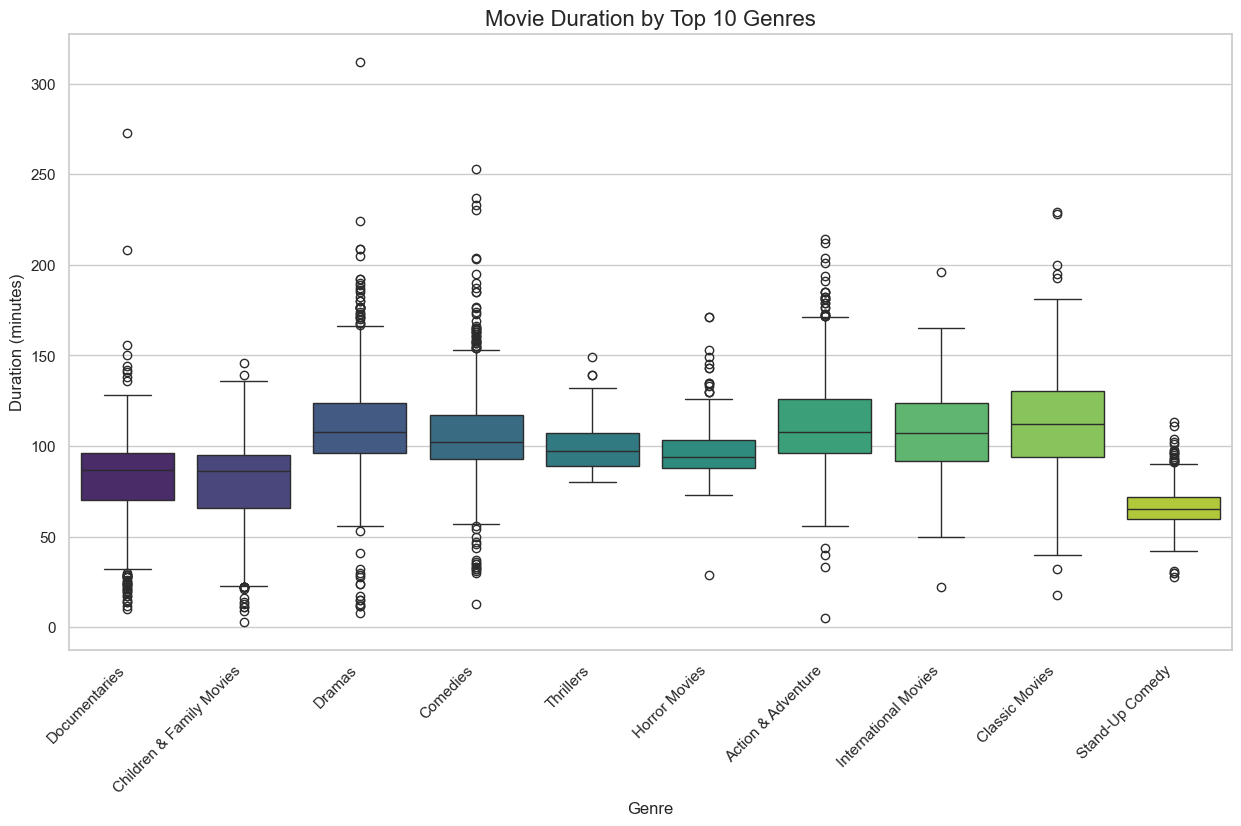 Movie Duration by Top 10 Genres
Duration (minutes)
300
250
200
150
100
50
0
Documentaries
Children & Family Movies
Dramas
Comedies
Thrillers
Horror Movies
Action & Adventure
International Movies
Classic Movies
Stand-Up Comedy
Genre